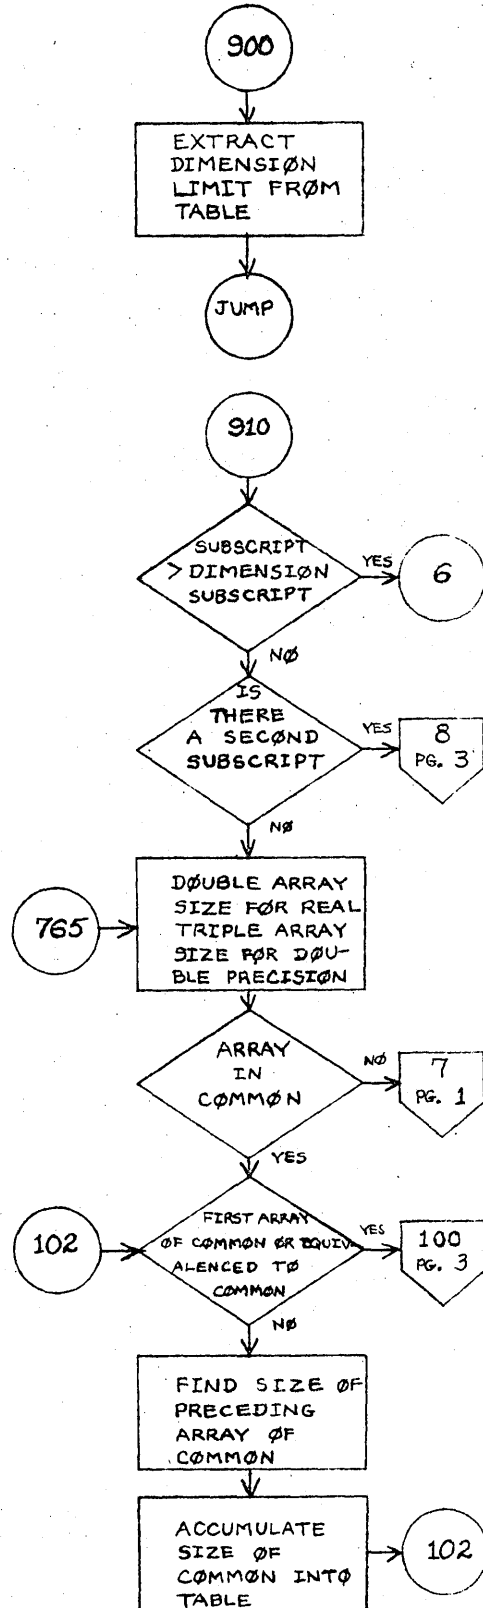 900
EXTRACT
DIMENSIØN
LIMIT FRØM
TABLE
JUMP
910
SUBSCRIPT
> DIMENSIØN
SUBSCRIPT
YES
6
NØ
IS
THERE
A SECØND
SUBSCRIPT
YES
8
PG. 3
NØ
765
DØUBLE ARRAY
SIZE FØR REAL
TRIPLE ARRAY
SIZE FØR DØU-
BLE PRECISIØN
ARRAY
IN
CØMMØN
NØ
7
PG. 1
YES
102
FIRST ARRAY
ØF CØMMØN ØR EQUIV-
ALENCED TØ
CØMMØN
YES
100
PG. 3
NØ
FIND SIZE ØF
PRECEDING
ARRAY ØF
CØMMØN
ACCUMULATE
SIZE ØF
CØMMØN INTØ
TABLE
102